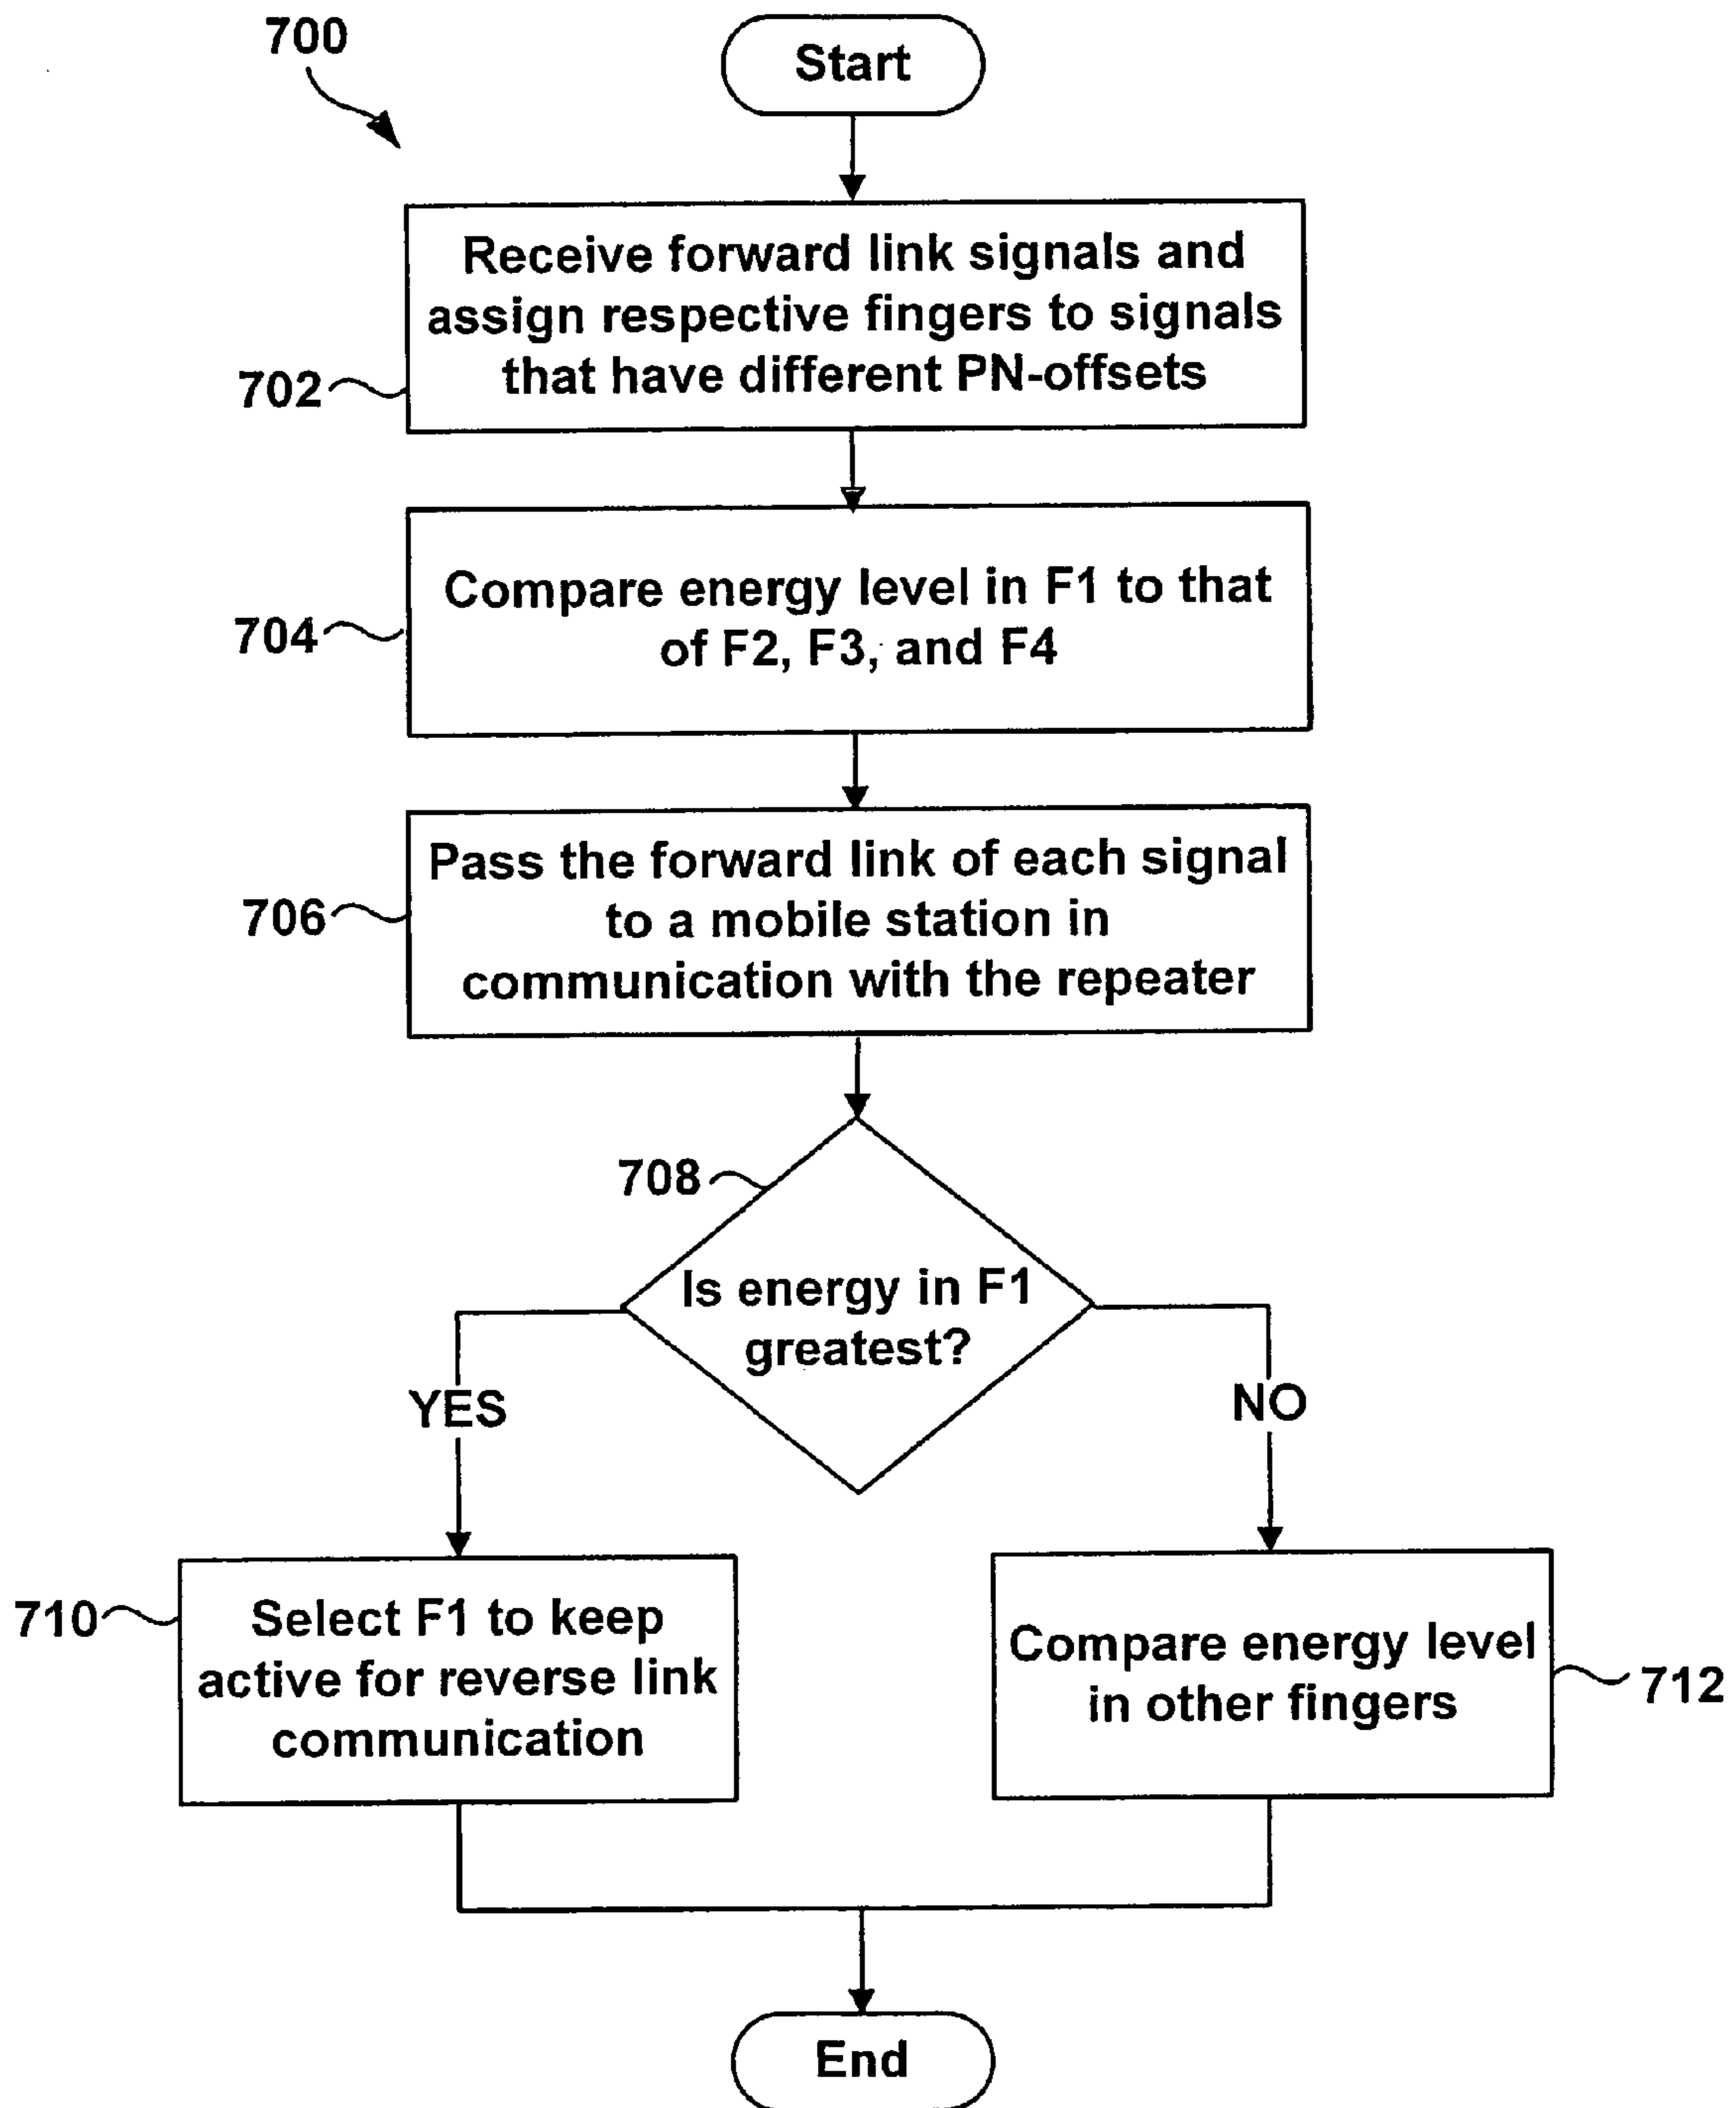 700
Start
Receive forward link signals and
assign respective fingers to signals
that have different PN-offsets
702
Compare energy level in F1 to that
of F2, F3, and F4
704
Pass the forward link of each signal
to a mobile station in
communication with the repeater
706
708
Is energy in F1
greatest?
YES
NO
710
Select F1 to keep
active for reverse link
communication
Compare energy level
in other fingers
712
End